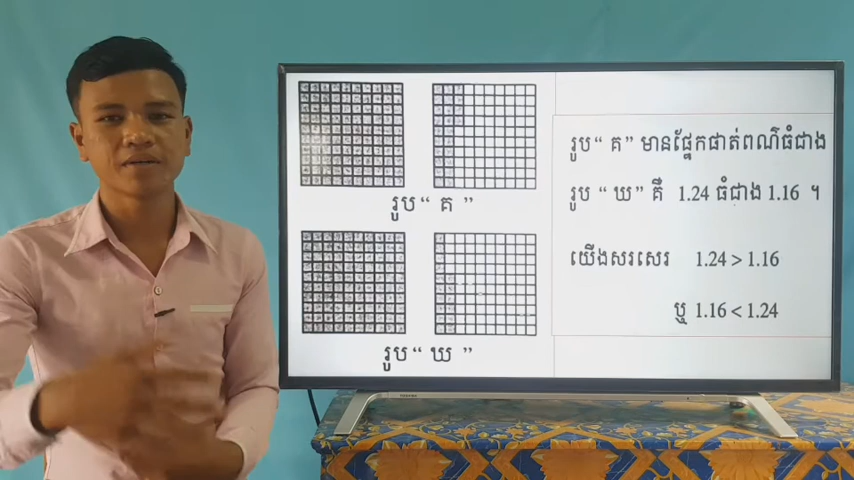 រូប “ គ ”
រូប “ ឃ ”
រូប “ គ” មានផ្ទៃកផាត់ពណ៌ធំជាង
រូប “ ឃ” គឺ 1.24 ធំជាង 1.16 ។
យើងសរសេរ 1.24 > 1.16
ឬ 1.16 < 1.24
TOSHIBA